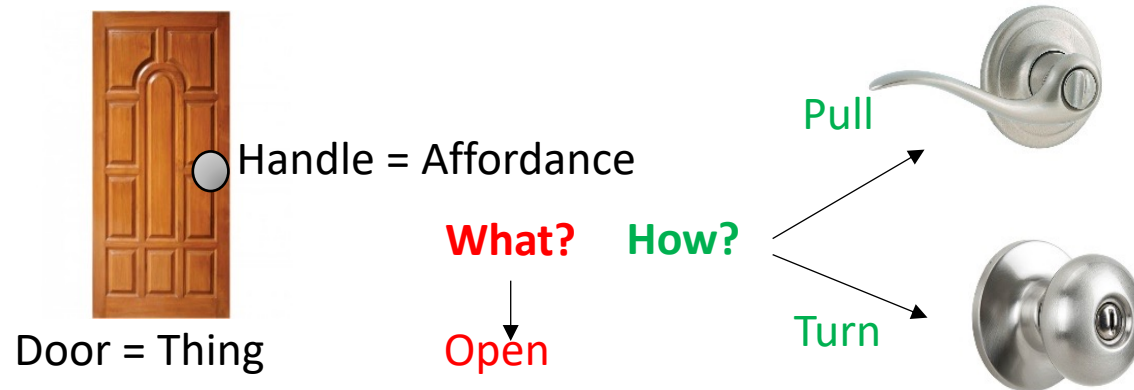 Pull
Handle = Affordance
What?
How?
Turn
Door = Thing
Open